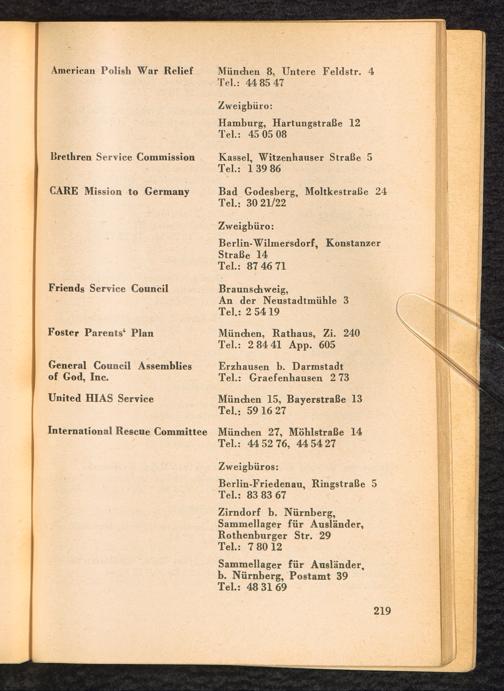 American Polish War Relief München 8, Untere Feldstr. 4
Tel.: 44 85 47
Zweigbüro:
Hamburg, Hartungstraße 12
Tel.: 45 05 08
Brethren Service Commission Kassel, Witzenhauser Straße 5
Tel.: 1 39 86
CARE Mission to Germany Bad Godesberg, Moltkestraße 24
Tel.: 30 21/22
Zweigbüro:
Berlin-Wilmersdorf, Konstanzer
Straße 14
Tel.: 87 46 71
Friends Service Council Braunschweig,
An der Neustadtmühle 3
Tel.: 2 54 19
Foster Parents' Plan München, Rathaus, Zi. 240
Tel.: 2 84 41 App. 605
General Council Assemblies Erzhausen b. Darmstadt
of God, Inc. Tel.: Graefenhausen 2 73
United HIAS Service München 15, Bayerstraße 13
Tel.: 59 16 27
International Rescue Committee München 27, Möhlstraße 14
Tel.: 44 52 76, 44 54 27
Zweigbüros:
Berlin-Friedenau, Ringstraße 5
Tel.: 83 83 67
Zirndorf b. Nürnberg,
Sammellager für Ausländer,
Rothenburger Str. 29
Tel.: 7 80 12
Sammellager für Ausländer,
b. Nürnberg, Postamt 39
Tel.: 48 31 69
219